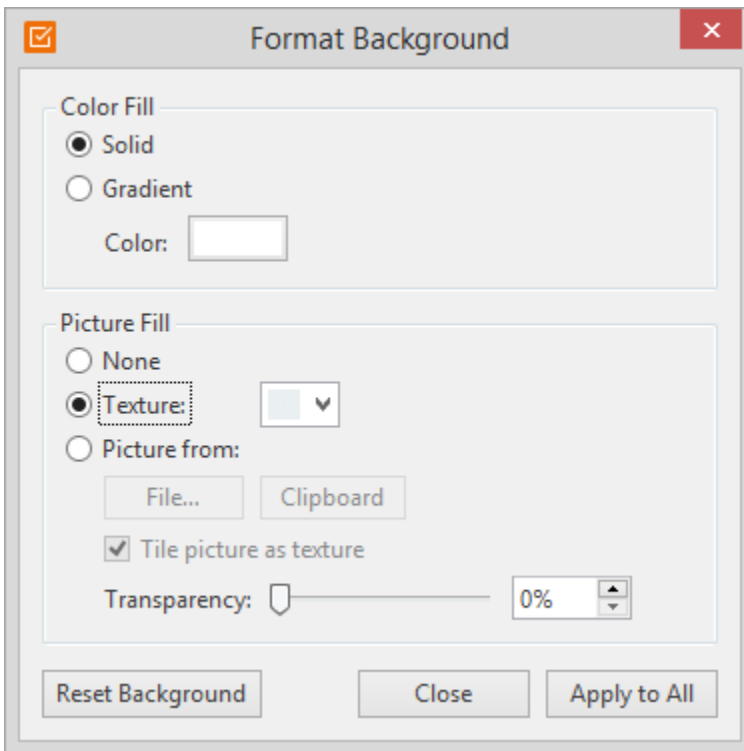 Format Background
Color Fill
Solid
Gradient
Color:
Picture Fill
None
Texture:
Picture from:
File... Clipboard
Tile picture as texture
Transparency: 0%
Reset Background Close Apply to All